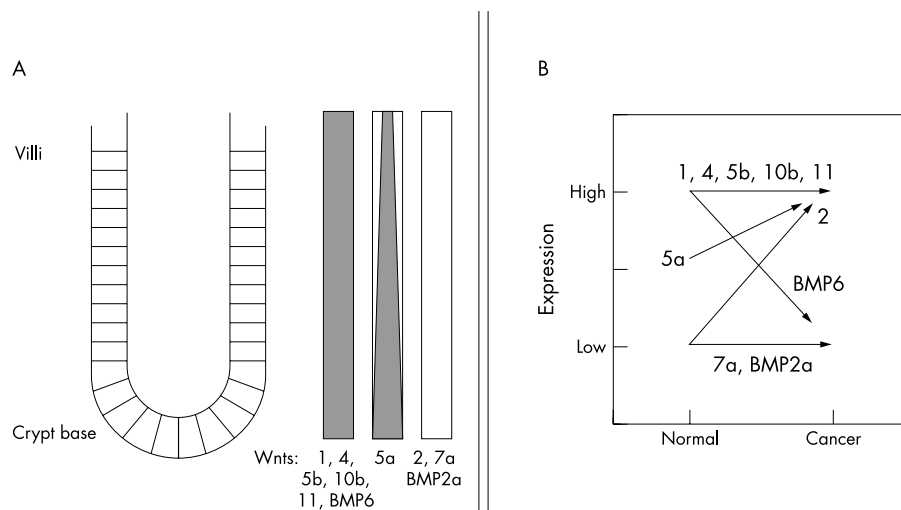 A
Villi
Crypt base
Wnts:
1, 4,
5b, 10b,
11, BMP6
5a
2, 7a
BMP2a
B
Expression
High
Low
1, 4, 5b, 10b, 11
2
5a
BMP6
7a, BMP2a
Normal
Cancer